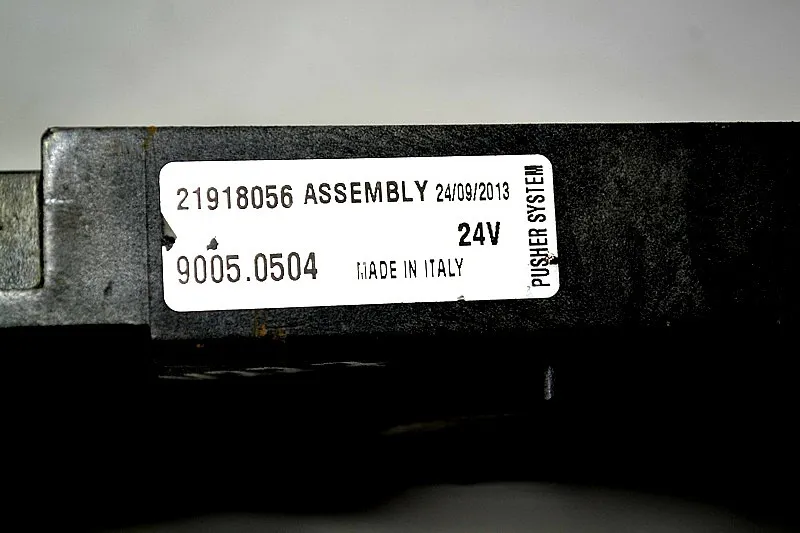 21918056 ASSEMBLY 24/09/2013
24V
9005.0504 MADE IN ITALY
PUSHER SYSTEM